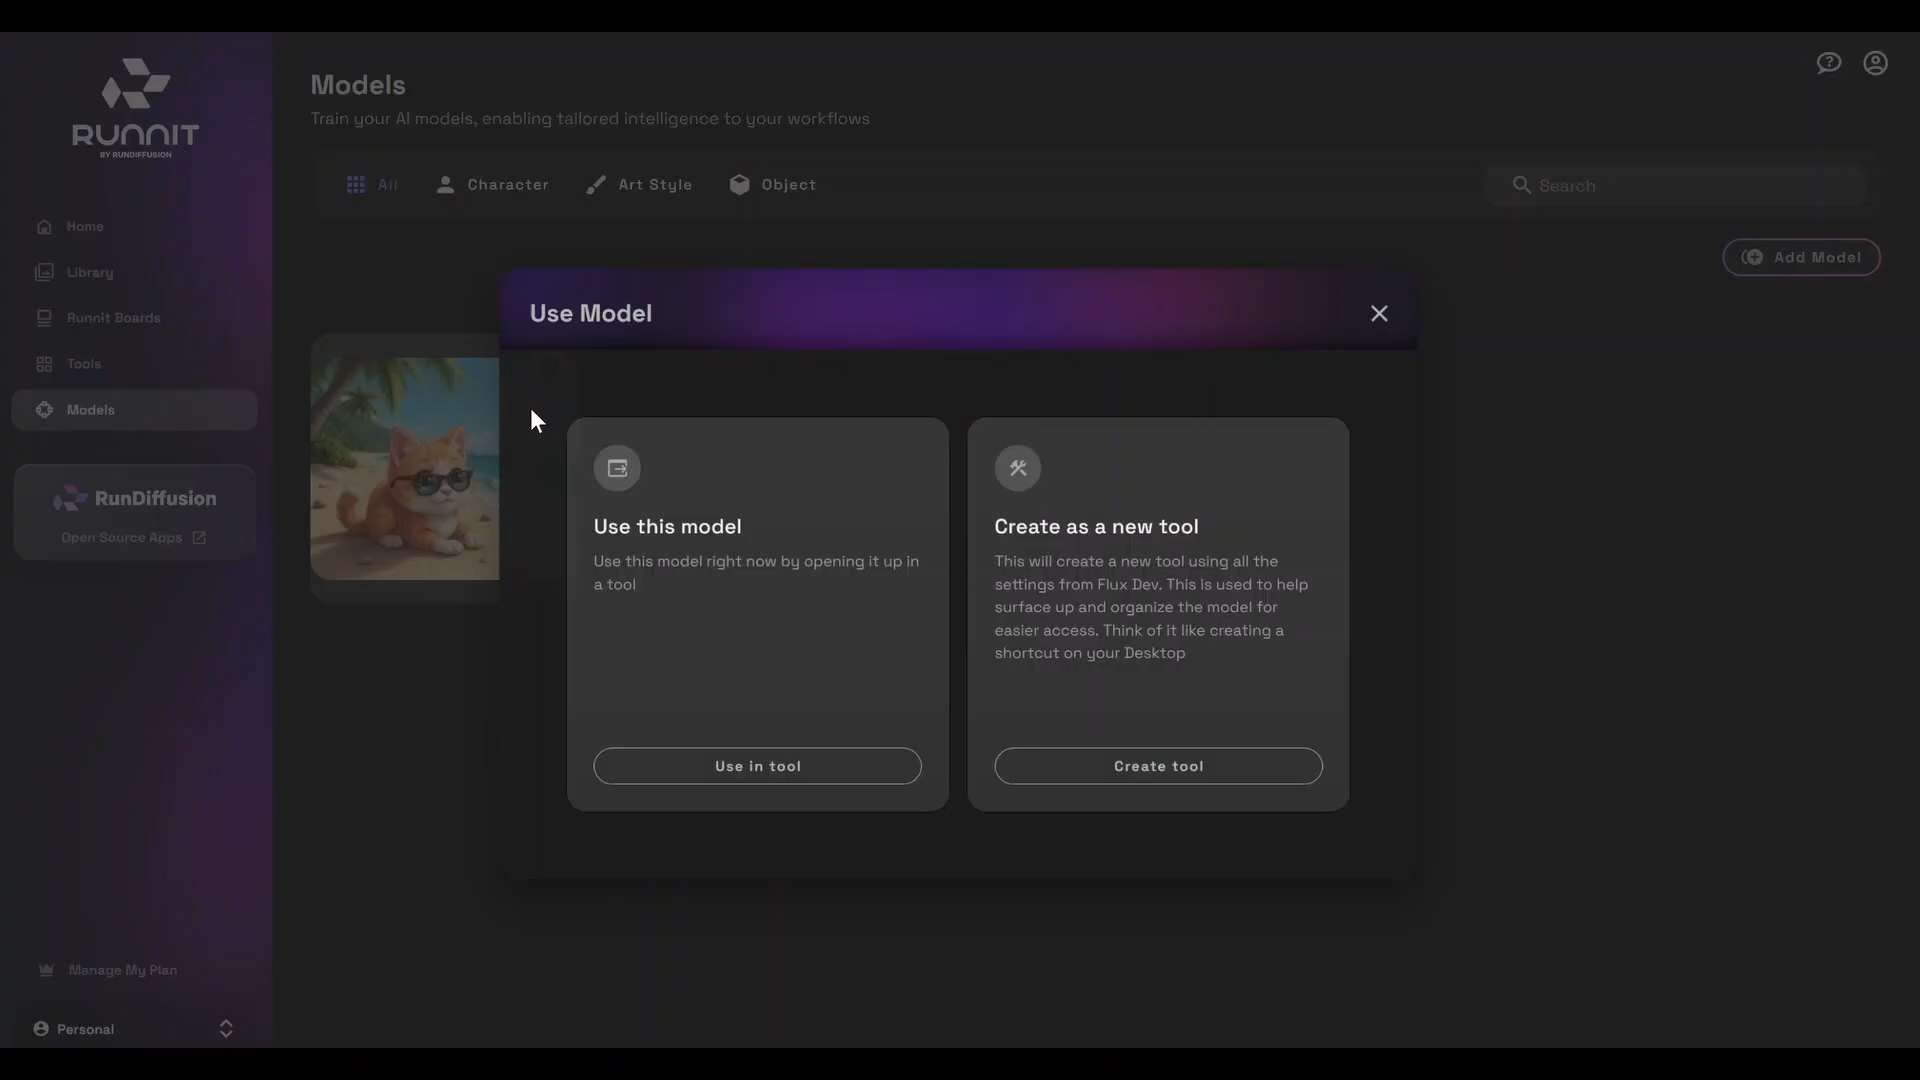 RUNNIT
BY RUNDIFFUSION
Home
Library
Runnit Boards
Tools
Models
RunDiffusion
Open Source Apps
Manage My Plan
Personal
Models
Train your AI models, enabling tailored intelligence to your workflows
All
Character
Art Style
Object
Search
Add Model
Use Model
Use this model
Use this model right now by opening it up in
a tool
Use in tool
Create as a new tool
This will create a new tool using all the
settings from Flux Dev. This is used to help
surface up and organize the model for
easier access. Think of it like creating a
shortcut on your Desktop
Create tool